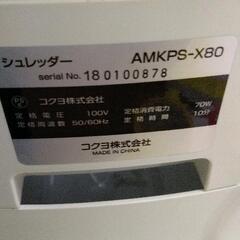 シュレッダー AMKPS-X80
serial No. 180100878
PS E
コクヨ株式会社
定格電圧 100V 定格消費電力 70W
定格周波数 50/60Hz 定格時間 10分
コクヨ株式会社
MADE IN CHINA